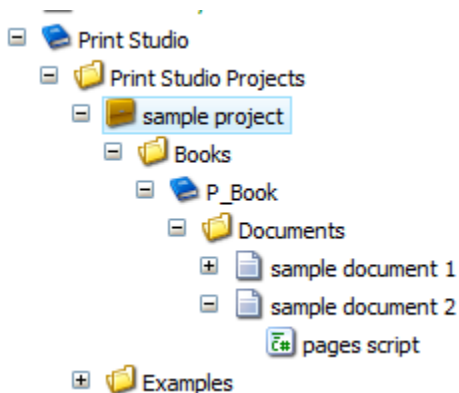 Print Studio
Print Studio Projects
sample project
Books
P_Book
Documents
sample document 1
sample document 2
c#
pages script
Examples